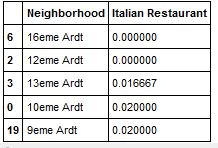 Neighborhood Italian Restaurant
6 16eme Ardt 0.000000
2 12eme Ardt 0.000000
3 13eme Ardt 0.016667
0 10eme Ardt 0.020000
19 9eme Ardt 0.020000